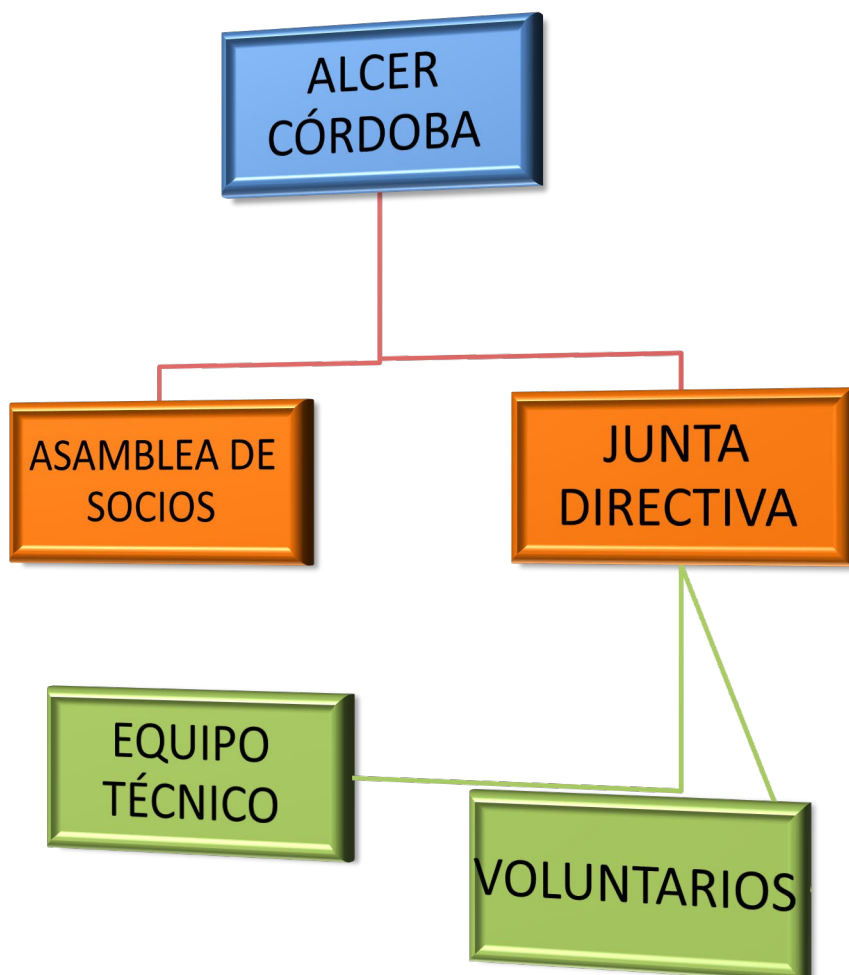 ALCER
CÓRDOBA
ASAMBLEA DE
SOCIOS
JUNTA
DIRECTIVA
EQUIPO
TÉCNICO
VOLUNTARIOS